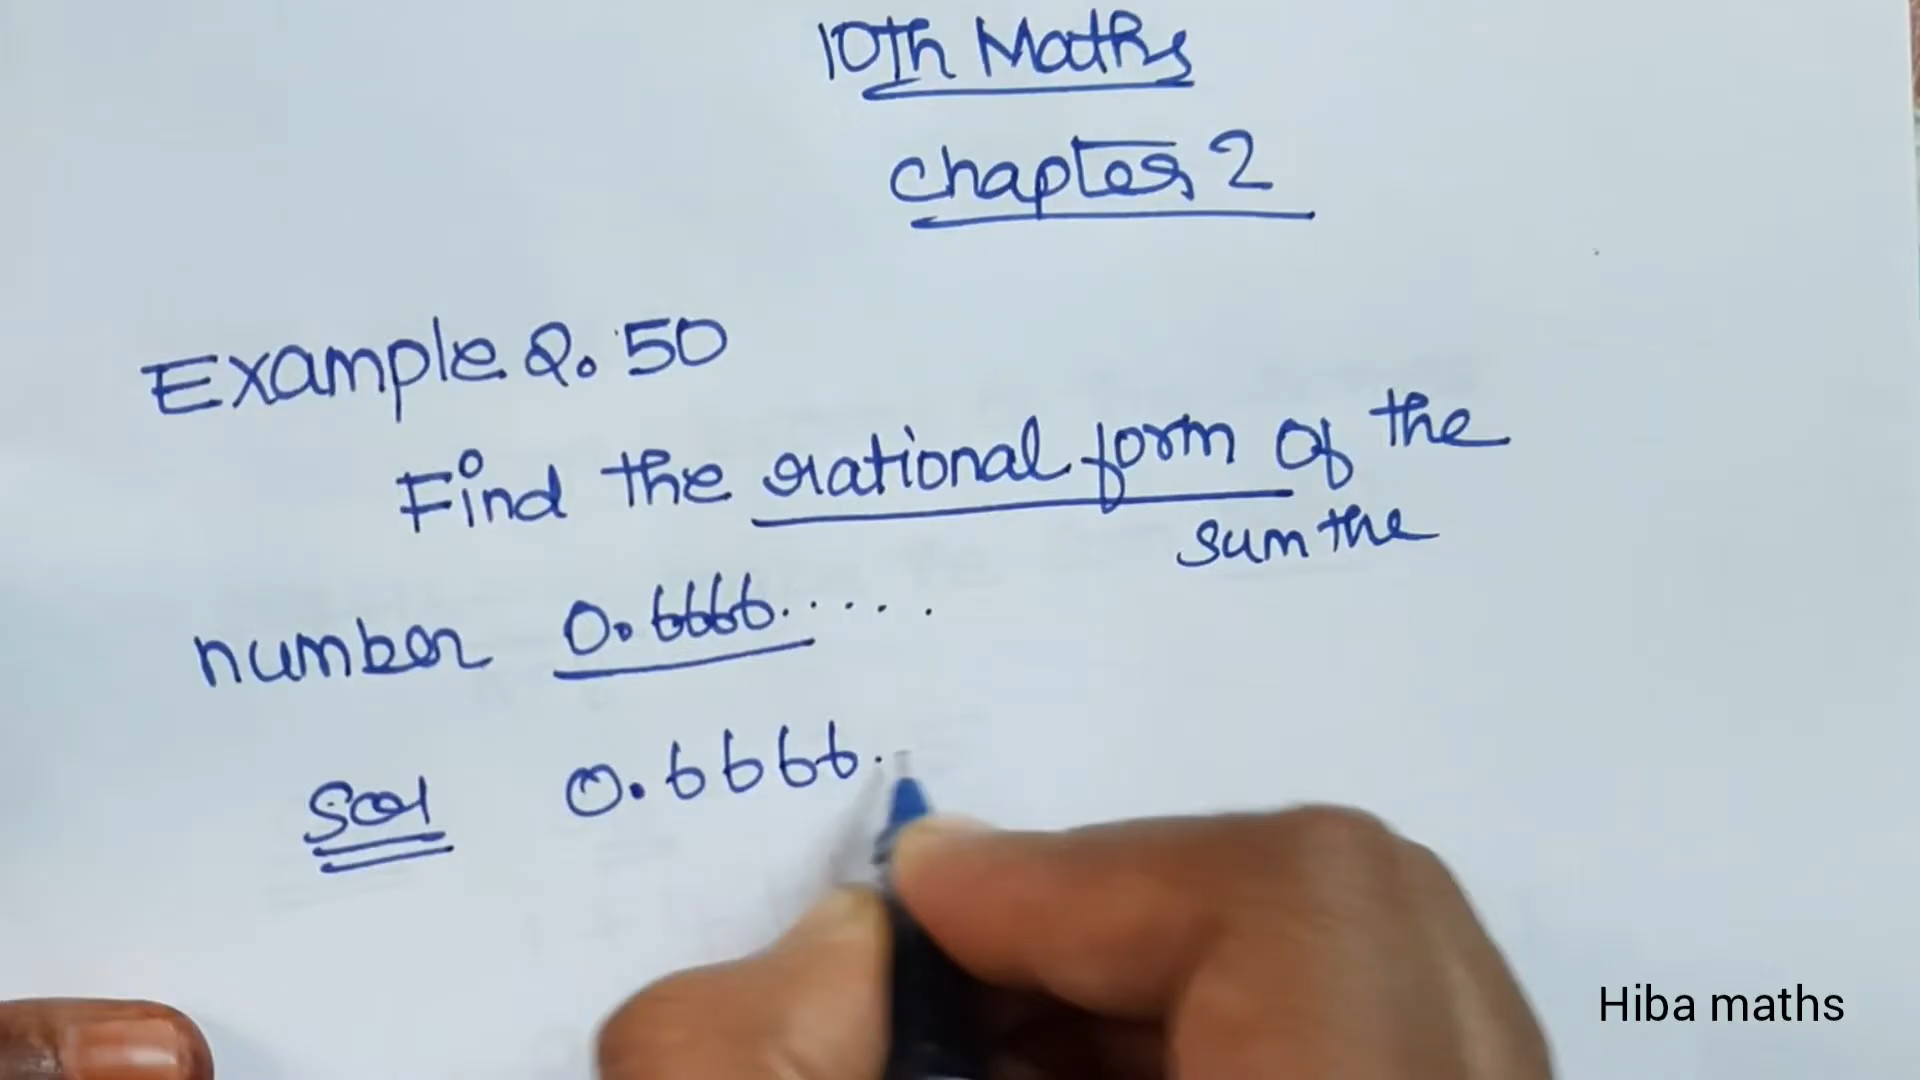 10Th Maths
Chapter 2
Example 2.50
Find the rational form of the
sum the
number 0.6666.....
Sol 0.6666.
Hiba maths